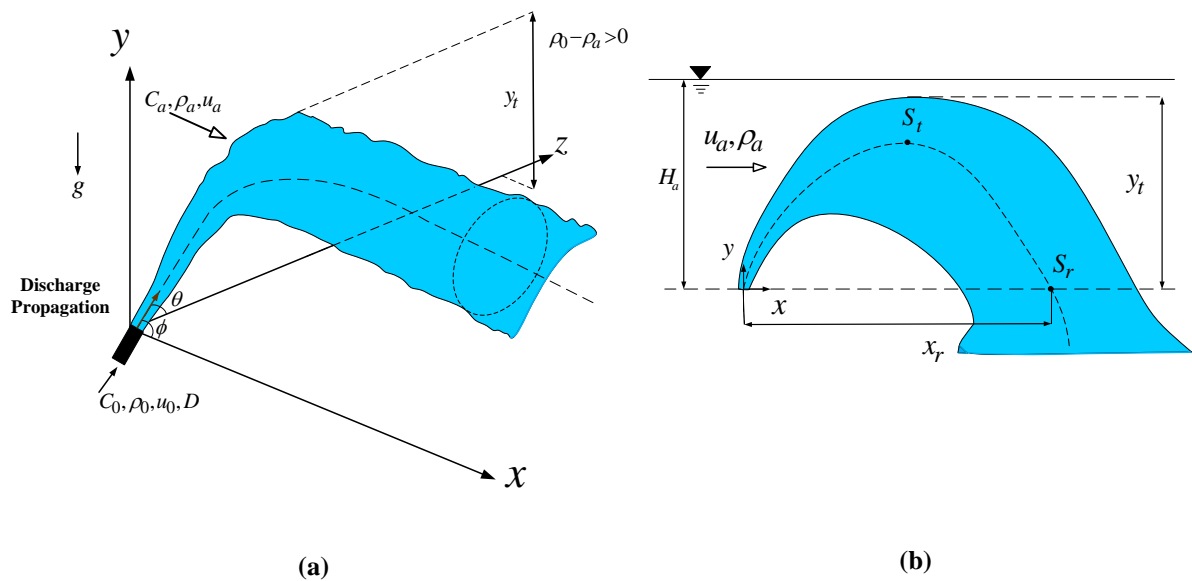 y
ρ₀−ρₐ>0
Cₐ,ρₐ,uₐ
yₜ
z
g
Discharge
Propagation
θ
ϕ
C₀,ρ₀,u₀,D
x
(a)
Sₜ
uₐ,ρₐ
Hₐ
yₜ
y
Sᵣ
x
xᵣ
(b)